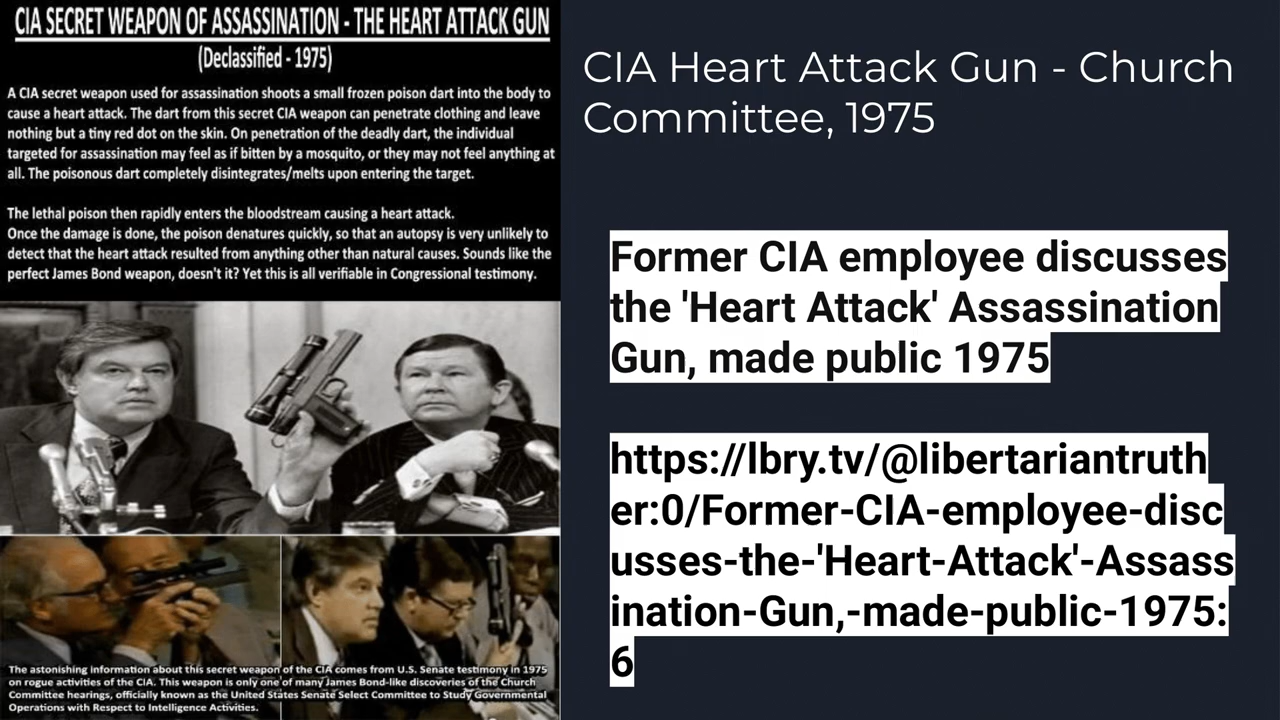 CIA SECRET WEAPON OF ASSASSINATION - THE HEART ATTACK GUN
(Declassified - 1975)
A CIA secret weapon used for assassination shoots a small frozen poison dart into the body to
cause a heart attack. The dart from this secret CIA weapon can penetrate clothing and leave
nothing but a tiny red dot on the skin. On penetration of the deadly dart, the individual
targeted for assassination may feel as if bitten by a mosquito, or they may not feel anything at
all. The poisonous dart completely disintegrates/melts upon entering the target.
The lethal poison then rapidly enters the bloodstream causing a heart attack.
Once the damage is done, the poison denatures quickly, so that an autopsy is very unlikely to
detect that the heart attack resulted from anything other than natural causes. Sounds like the
perfect James Bond weapon, doesn't it? Yet this is all verifiable in Congressional testimony.
The astonishing information about this secret weapon of the CIA comes from U.S. Senate testimony in 1975
on rogue activities of the CIA. This weapon is only one of many James Bond-like discoveries of the Church
Committee hearings, officially known as the United States Senate Select Committee to Study Governmental
Operations with Respect to Intelligence Activities.
CIA Heart Attack Gun - Church
Committee, 1975
Former CIA employee discusses
the 'Heart Attack' Assassination
Gun, made public 1975
https://lbry.tv/@libertariantruth
er:0/Former-CIA-employee-disc
usses-the-'Heart-Attack'-Assass
ination-Gun,-made-public-1975:
6